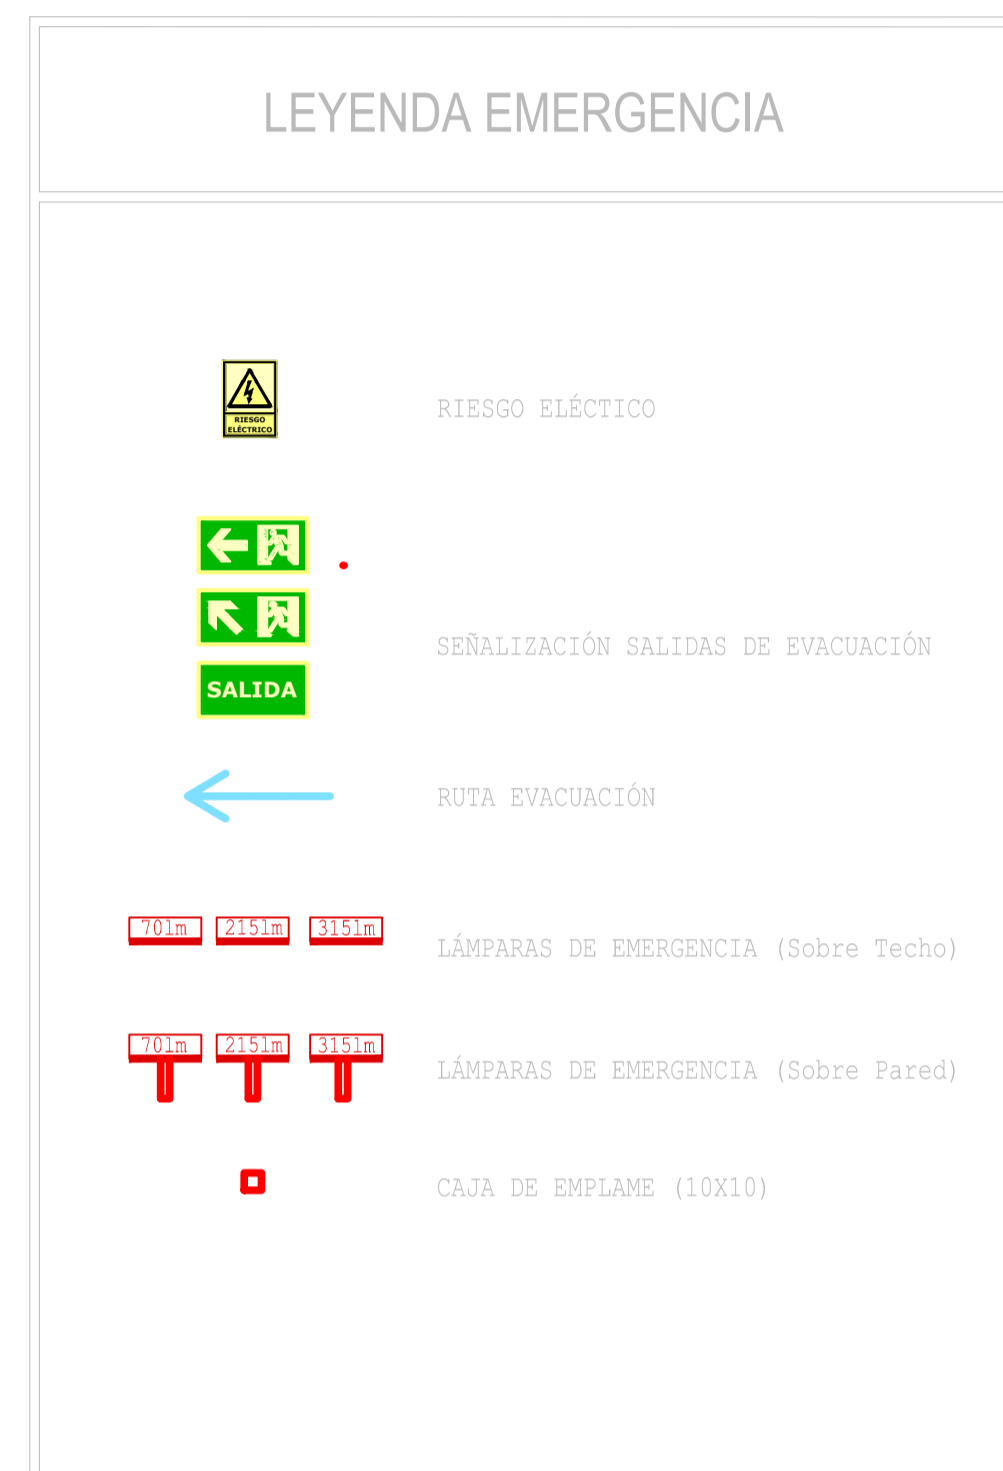 LEYENDA EMERGENCIA
RIESGO
ELÉCTRICO
RIESGO ELÉCTICO
SALIDA
SEÑALIZACIÓN SALIDAS DE EVACUACIÓN
RUTA EVACUACIÓN
70lm 215lm 315lm
LÁMPARAS DE EMERGENCIA (Sobre Techo)
70lm 215lm 315lm
LÁMPARAS DE EMERGENCIA (Sobre Pared)
CAJA DE EMPLAME (10X10)